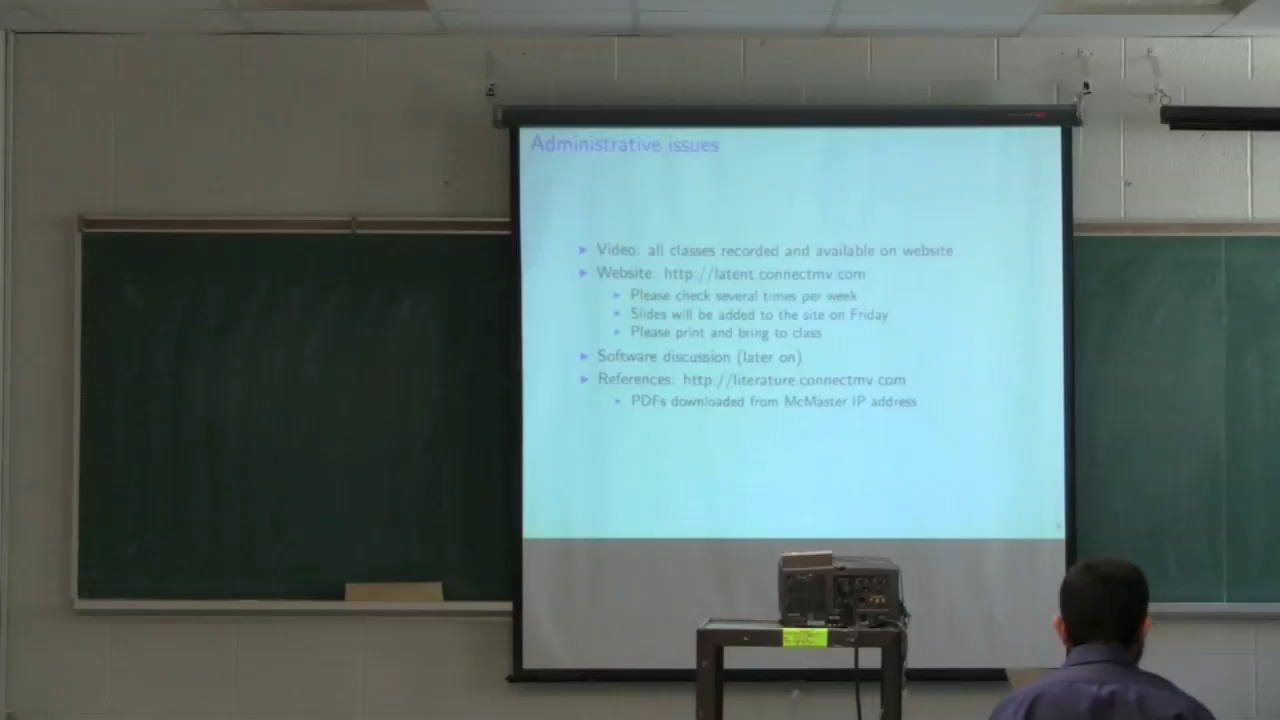 Administrative issues
Video: all classes recorded and available on website
Website: http://latent.connectmv.com
Please check several times per week
Slides will be added to the site on Friday
Please print and bring to class
Software discussion (later on)
References: http://literature.connectmv.com
PDFs downloaded from McMaster IP address